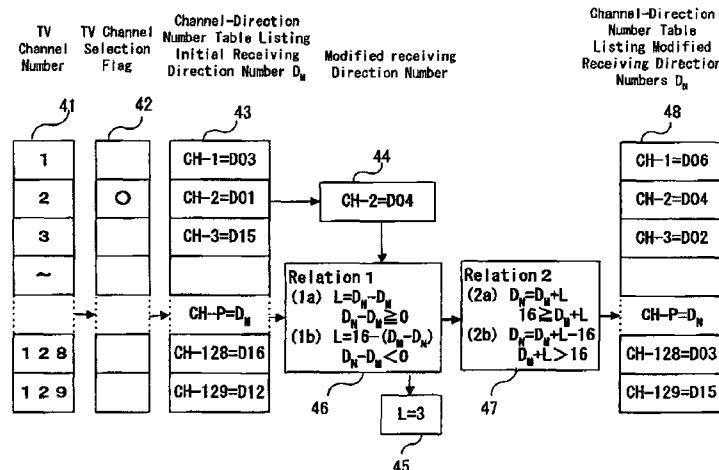 TV
Channel
Number
41
TV Channel
Selection
Flag
42
Channel-Direction
Number Table Listing
Initial Receiving
Direction Number D_M
43
Modified receiving
Direction Number
44
Channel-Direction
Number Table
Listing Modified
Receiving Direction
Numbers D_N
48
1
2
3
~
128
129
O
CH-1=D03
CH-2=D01
CH-3=D15
CH-P=D_M
CH-128=D16
CH-129=D12
CH-2=D04
Relation 1
(1a) L=D_N-D_M
D_N-D_M≧0
(1b) L=16-(D_M-D_N)
D_N-D_M<0
46
L=3
45
Relation 2
(2a) D_N=D_M+L
16≧D_M+L
(2b) D_N=D_M+L-16
D_M+L>16
47
CH-1=D06
CH-2=D04
CH-3=D02
CH-P=D_N
CH-128=D03
CH-129=D15